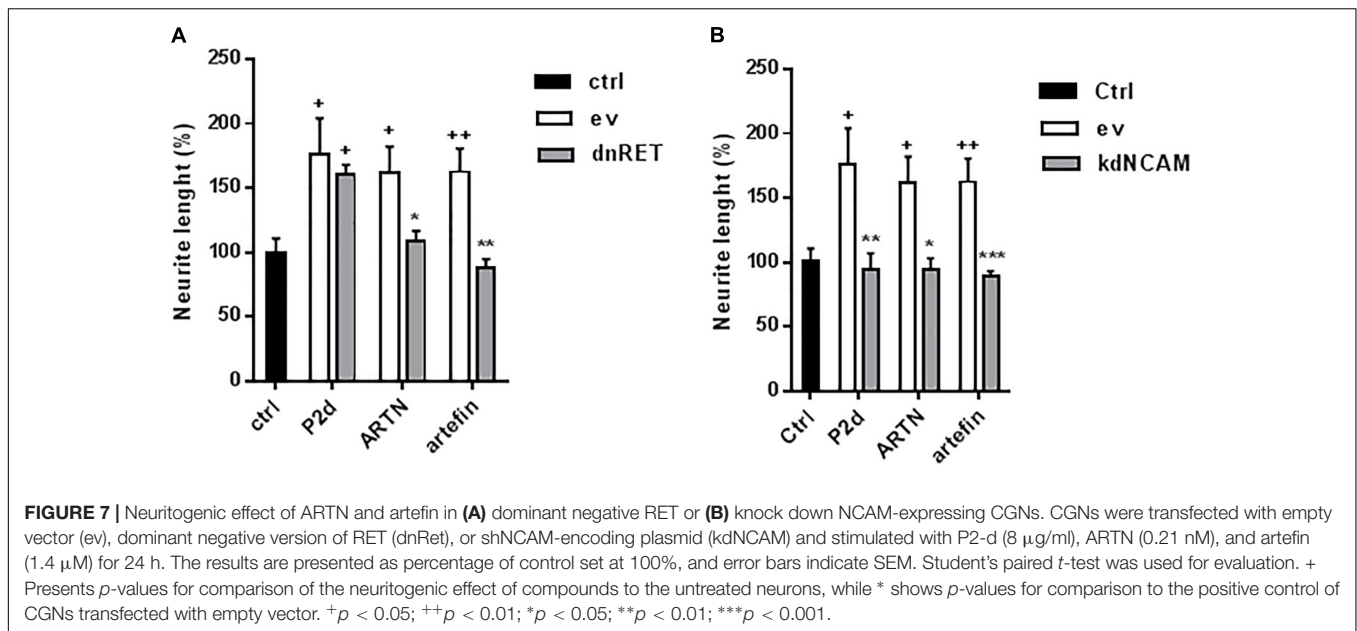 A
250
200
150
100
50
0
Neurite lenght (%)
+
+
+
*
++
**
ctrl
P2d
ARTN
artefin
ctrl
ev
dnRET
B
250
200
150
100
50
0
Neurite lenght (%)
+
**
+
*
++
***
Ctrl
P2d
ARTN
artefin
Ctrl
ev
kdNCAM
FIGURE 7 | Neuritogenic effect of ARTN and artefin in (A) dominant negative RET or (B) knock down NCAM-expressing CGNs. CGNs were transfected with empty
vector (ev), dominant negative version of RET (dnRet), or shNCAM-encoding plasmid (kdNCAM) and stimulated with P2-d (8 μg/ml), ARTN (0.21 nM), and artefin
(1.4 μM) for 24 h. The results are presented as percentage of control set at 100%, and error bars indicate SEM. Student's paired t-test was used for evaluation. +
Presents p-values for comparison of the neuritogenic effect of compounds to the untreated neurons, while * shows p-values for comparison to the positive control of
CGNs transfected with empty vector. +p < 0.05; ++p < 0.01; *p < 0.05; **p < 0.01; ***p < 0.001.